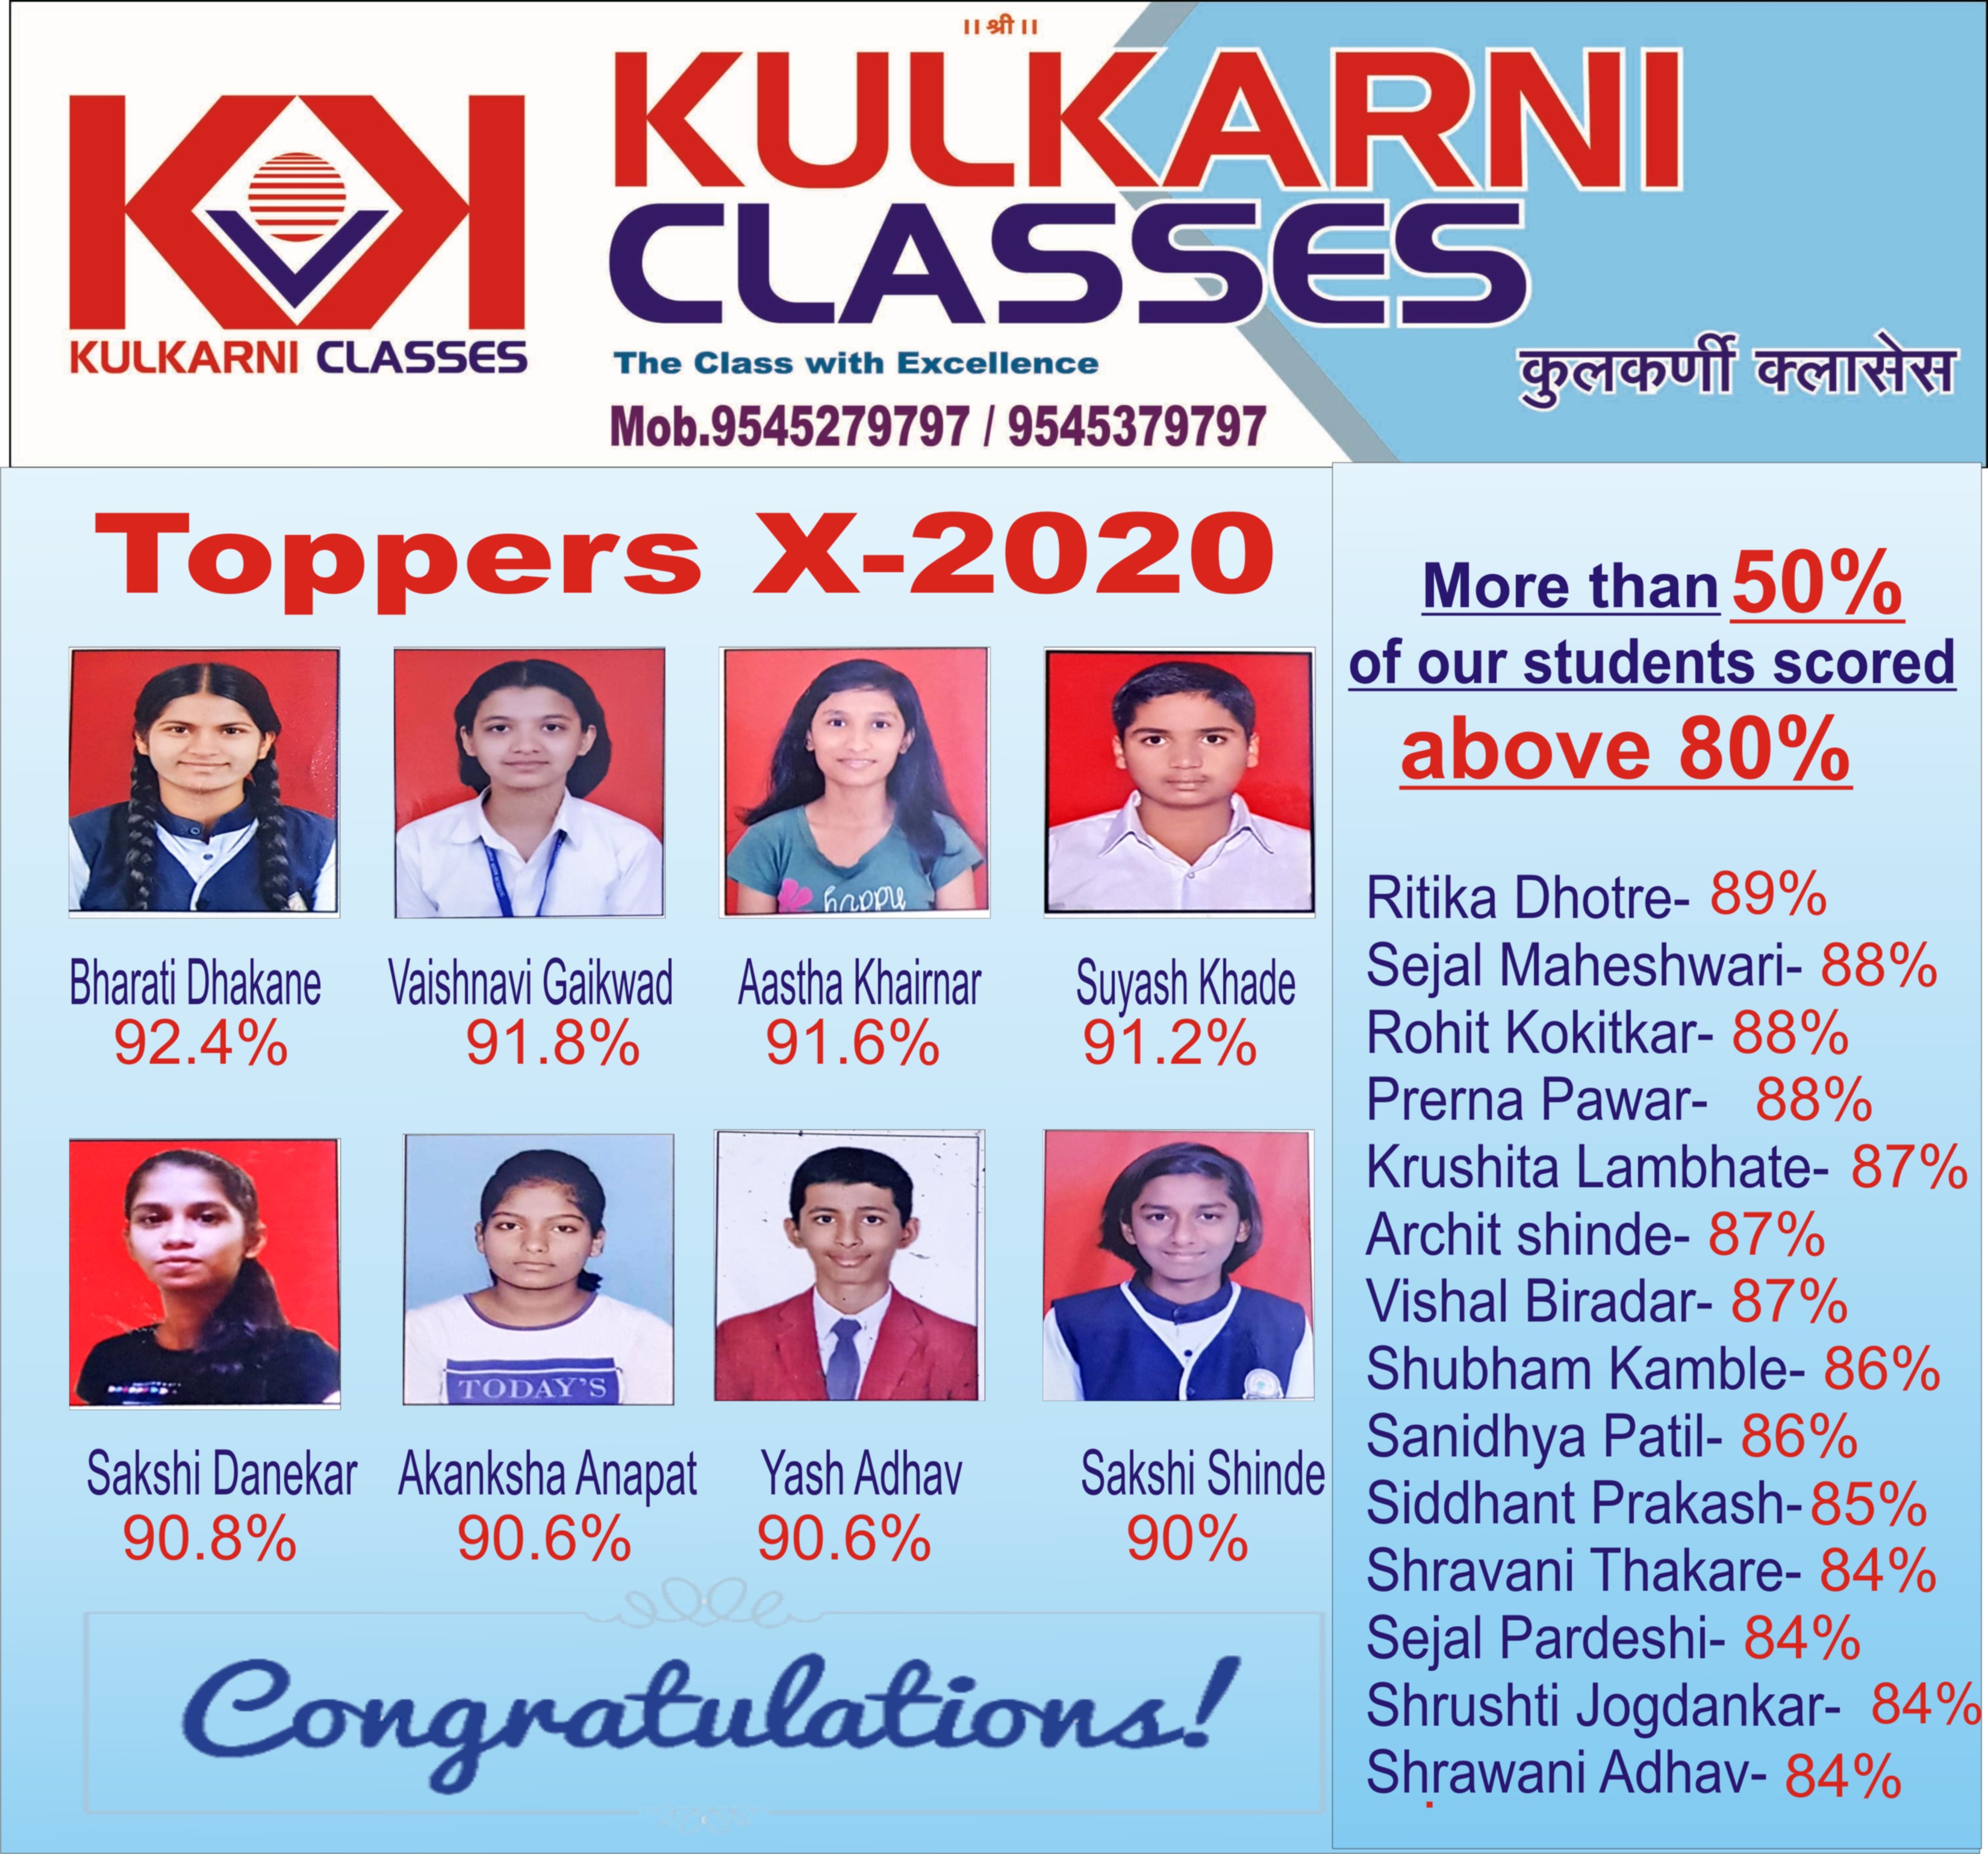 ॥ श्री ॥
KULKARNI
CLASSES
KULKARNI CLASSES
The Class with Excellence
Mob.9545279797 / 9545379797
कुलकर्णी क्लासेस
Toppers X-2020
happy
Bharati Dhakane
92.4%
Vaishnavi Gaikwad
91.8%
Aastha Khairnar
91.6%
Suyash Khade
91.2%
TODAY'S
Sakshi Danekar
90.8%
Akanksha Anapat
90.6%
Yash Adhav
90.6%
Sakshi Shinde
90%
Congratulations!
More than 50%
of our students scored
above 80%
Ritika Dhotre- 89%
Sejal Maheshwari- 88%
Rohit Kokitkar- 88%
Prerna Pawar- 88%
Krushita Lambhate- 87%
Archit shinde- 87%
Vishal Biradar- 87%
Shubham Kamble- 86%
Sanidhya Patil- 86%
Siddhant Prakash-85%
Shravani Thakare- 84%
Sejal Pardeshi- 84%
Shrushti Jogdankar- 84%
Shrawani Adhav- 84%